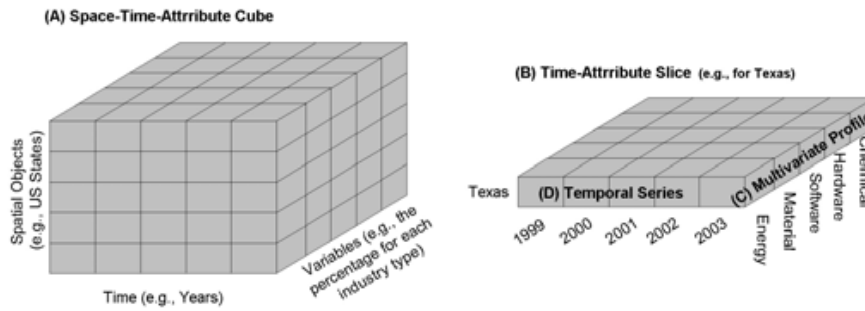 (A) Space-Time-Attrribute Cube
Spatial Objects
(e.g., US States)
Time (e.g., Years)
Variables (e.g., the
percentage for each
industry type)
(B) Time-Attrribute Slice (e.g., for Texas)
Texas
(D) Temporal Series
(C) Multivariate Profile
1999
2000
2001
2002
2003
Energy
Material
Software
Hardware
Chemical